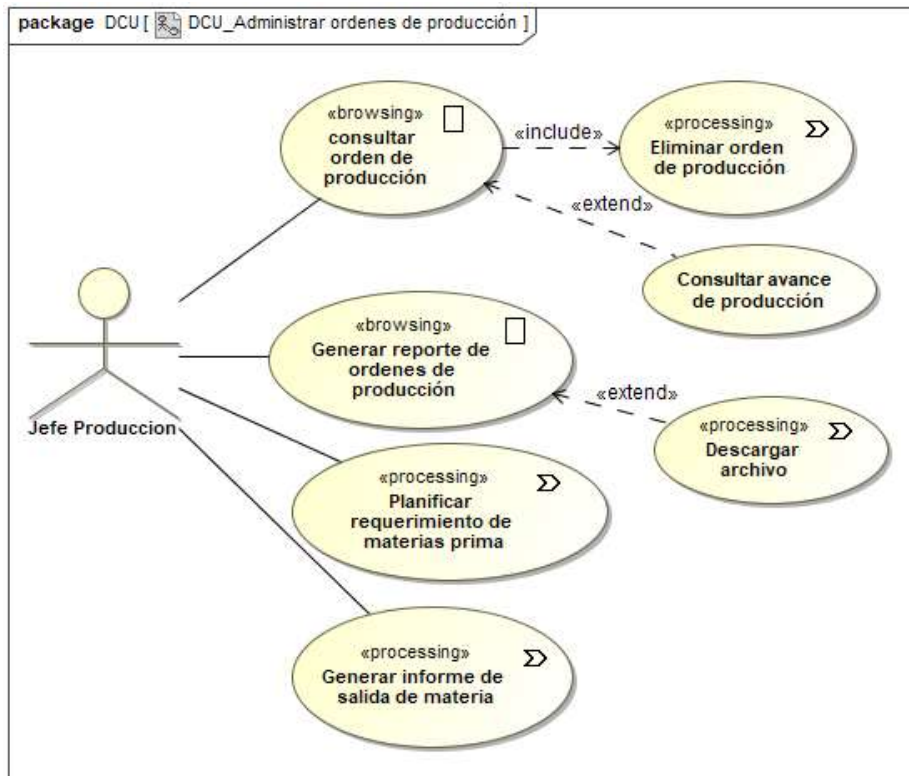 package DCU [ DCU_Administrar ordenes de producción ]
«browsing»
consultar
orden de
producción
«include»
«processing»
Eliminar orden
de producción
«extend»
Consultar avance
de producción
«browsing»
Generar reporte de
ordenes de
producción
«extend»
«processing»
Descargar
archivo
Jefe Produccion
«processing»
Planificar
requerimiento de
materias prima
«processing»
Generar informe de
salida de materia